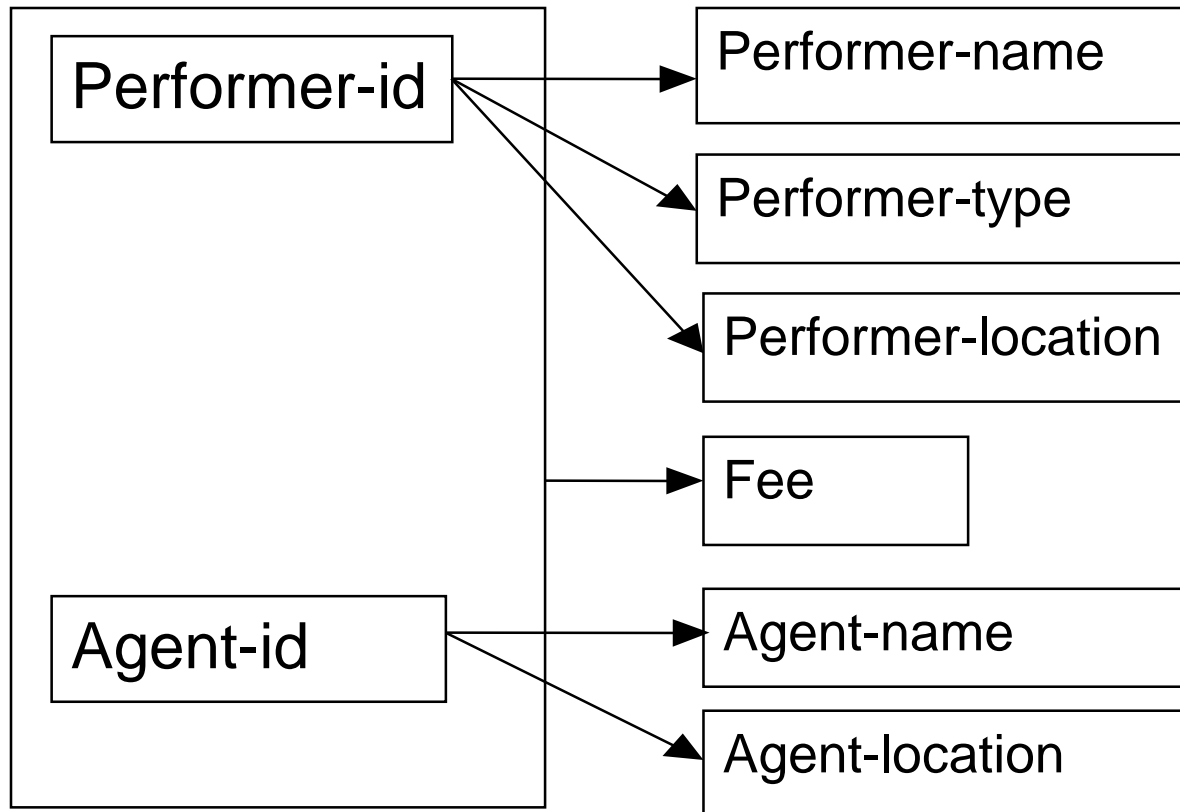 Performer-id
Performer-name
Performer-type
Performer-location
Fee
Agent-id
Agent-name
Agent-location